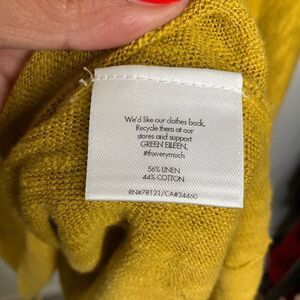 We'd like our clothes back.
Recycle them at our
stores and support
GREEN EILEEN.
#thxverymuch
56% LINEN
44% COTTON
RN#78121/CA#34460